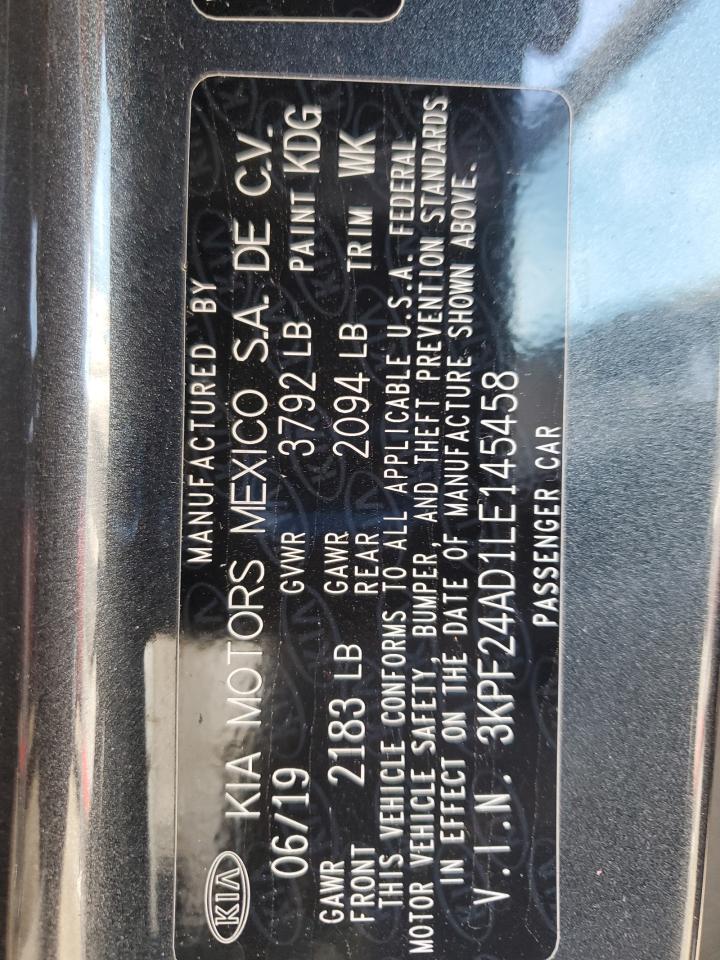 MANUFACTURED BY
KIA KIA MOTORS MEXICO S.A. DE C.V.
06/19 GVWR 3792 LB PAINT KDG
GAWR FRONT 2183 LB GAWR REAR 2094 LB TRIM WK
THIS VEHICLE CONFORMS TO ALL APPLICABLE U.S.A. FEDERAL
MOTOR VEHICLE SAFETY, BUMPER, AND THEFT PREVENTION STANDARDS
IN EFFECT ON THE DATE OF MANUFACTURE SHOWN ABOVE.
V.I.N. 3KPF24AD1LE145458
PASSENGER CAR